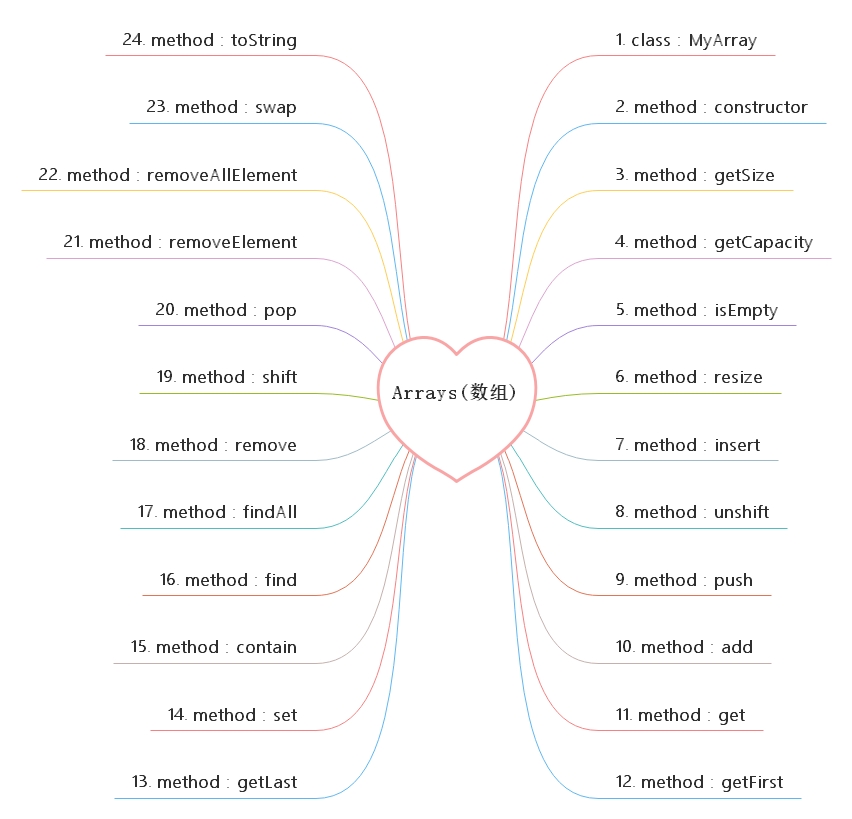 Arrays(数组)
1. class : MyArray
2. method : constructor
3. method : getSize
4. method : getCapacity
5. method : isEmpty
6. method : resize
7. method : insert
8. method : unshift
9. method : push
10. method : add
11. method : get
12. method : getFirst
13. method : getLast
14. method : set
15. method : contain
16. method : find
17. method : findAll
18. method : remove
19. method : shift
20. method : pop
21. method : removeElement
22. method : removeAllElement
23. method : swap
24. method : toString